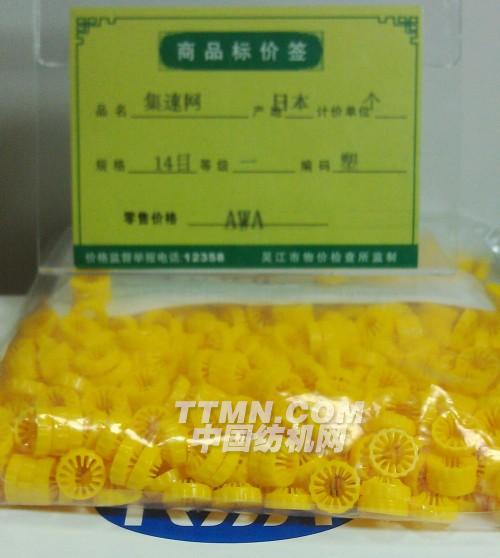 商品标价签
品名 集速网 产地 日本 计价单位 个
规格 14目 等级 一 编码 塑
零售价格 AWA
价格监督举报电话:12358 吴江市物价检查所监制
TTMN.COM
中国纺机网